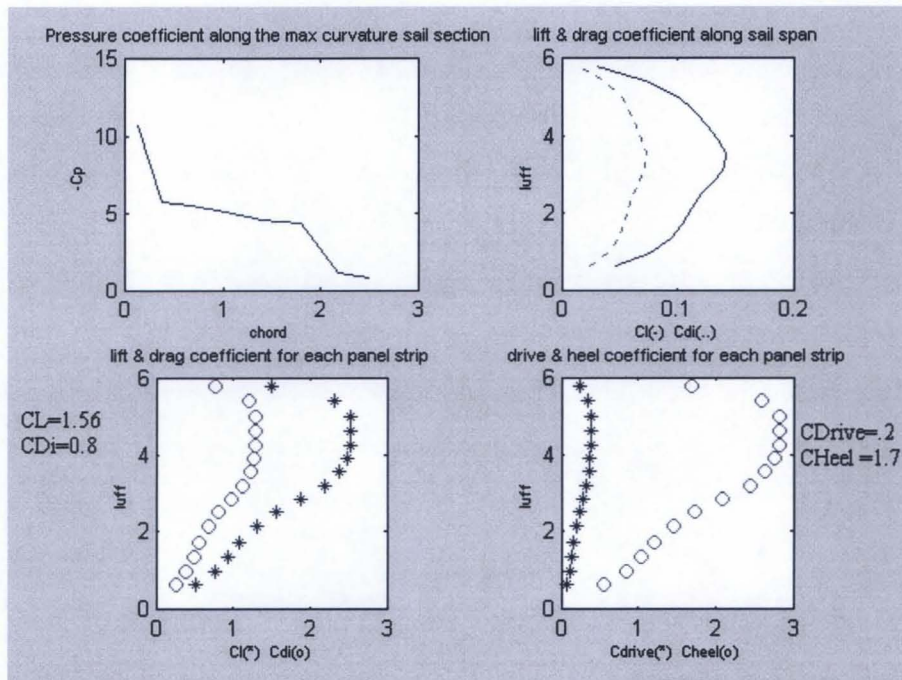 Pressure coefficient along the max curvature sail section
15
10
5
0
-Cp
0 1 2 3
chord
lift & drag coefficient along sail span
6
4
2
0
luff
0 0.1 0.2
Cl(-) Cdi(..)
lift & drag coefficient for each panel strip
CL=1.56
CDi=0.8
6
4
2
0
luff
0 1 2 3
Cl(*) Cdi(o)
drive & heel coefficient for each panel strip
6
4
2
0
luff
0 1 2 3
Cdrive(*) Cheel(o)
CDrive=.2
CHeel =1.7